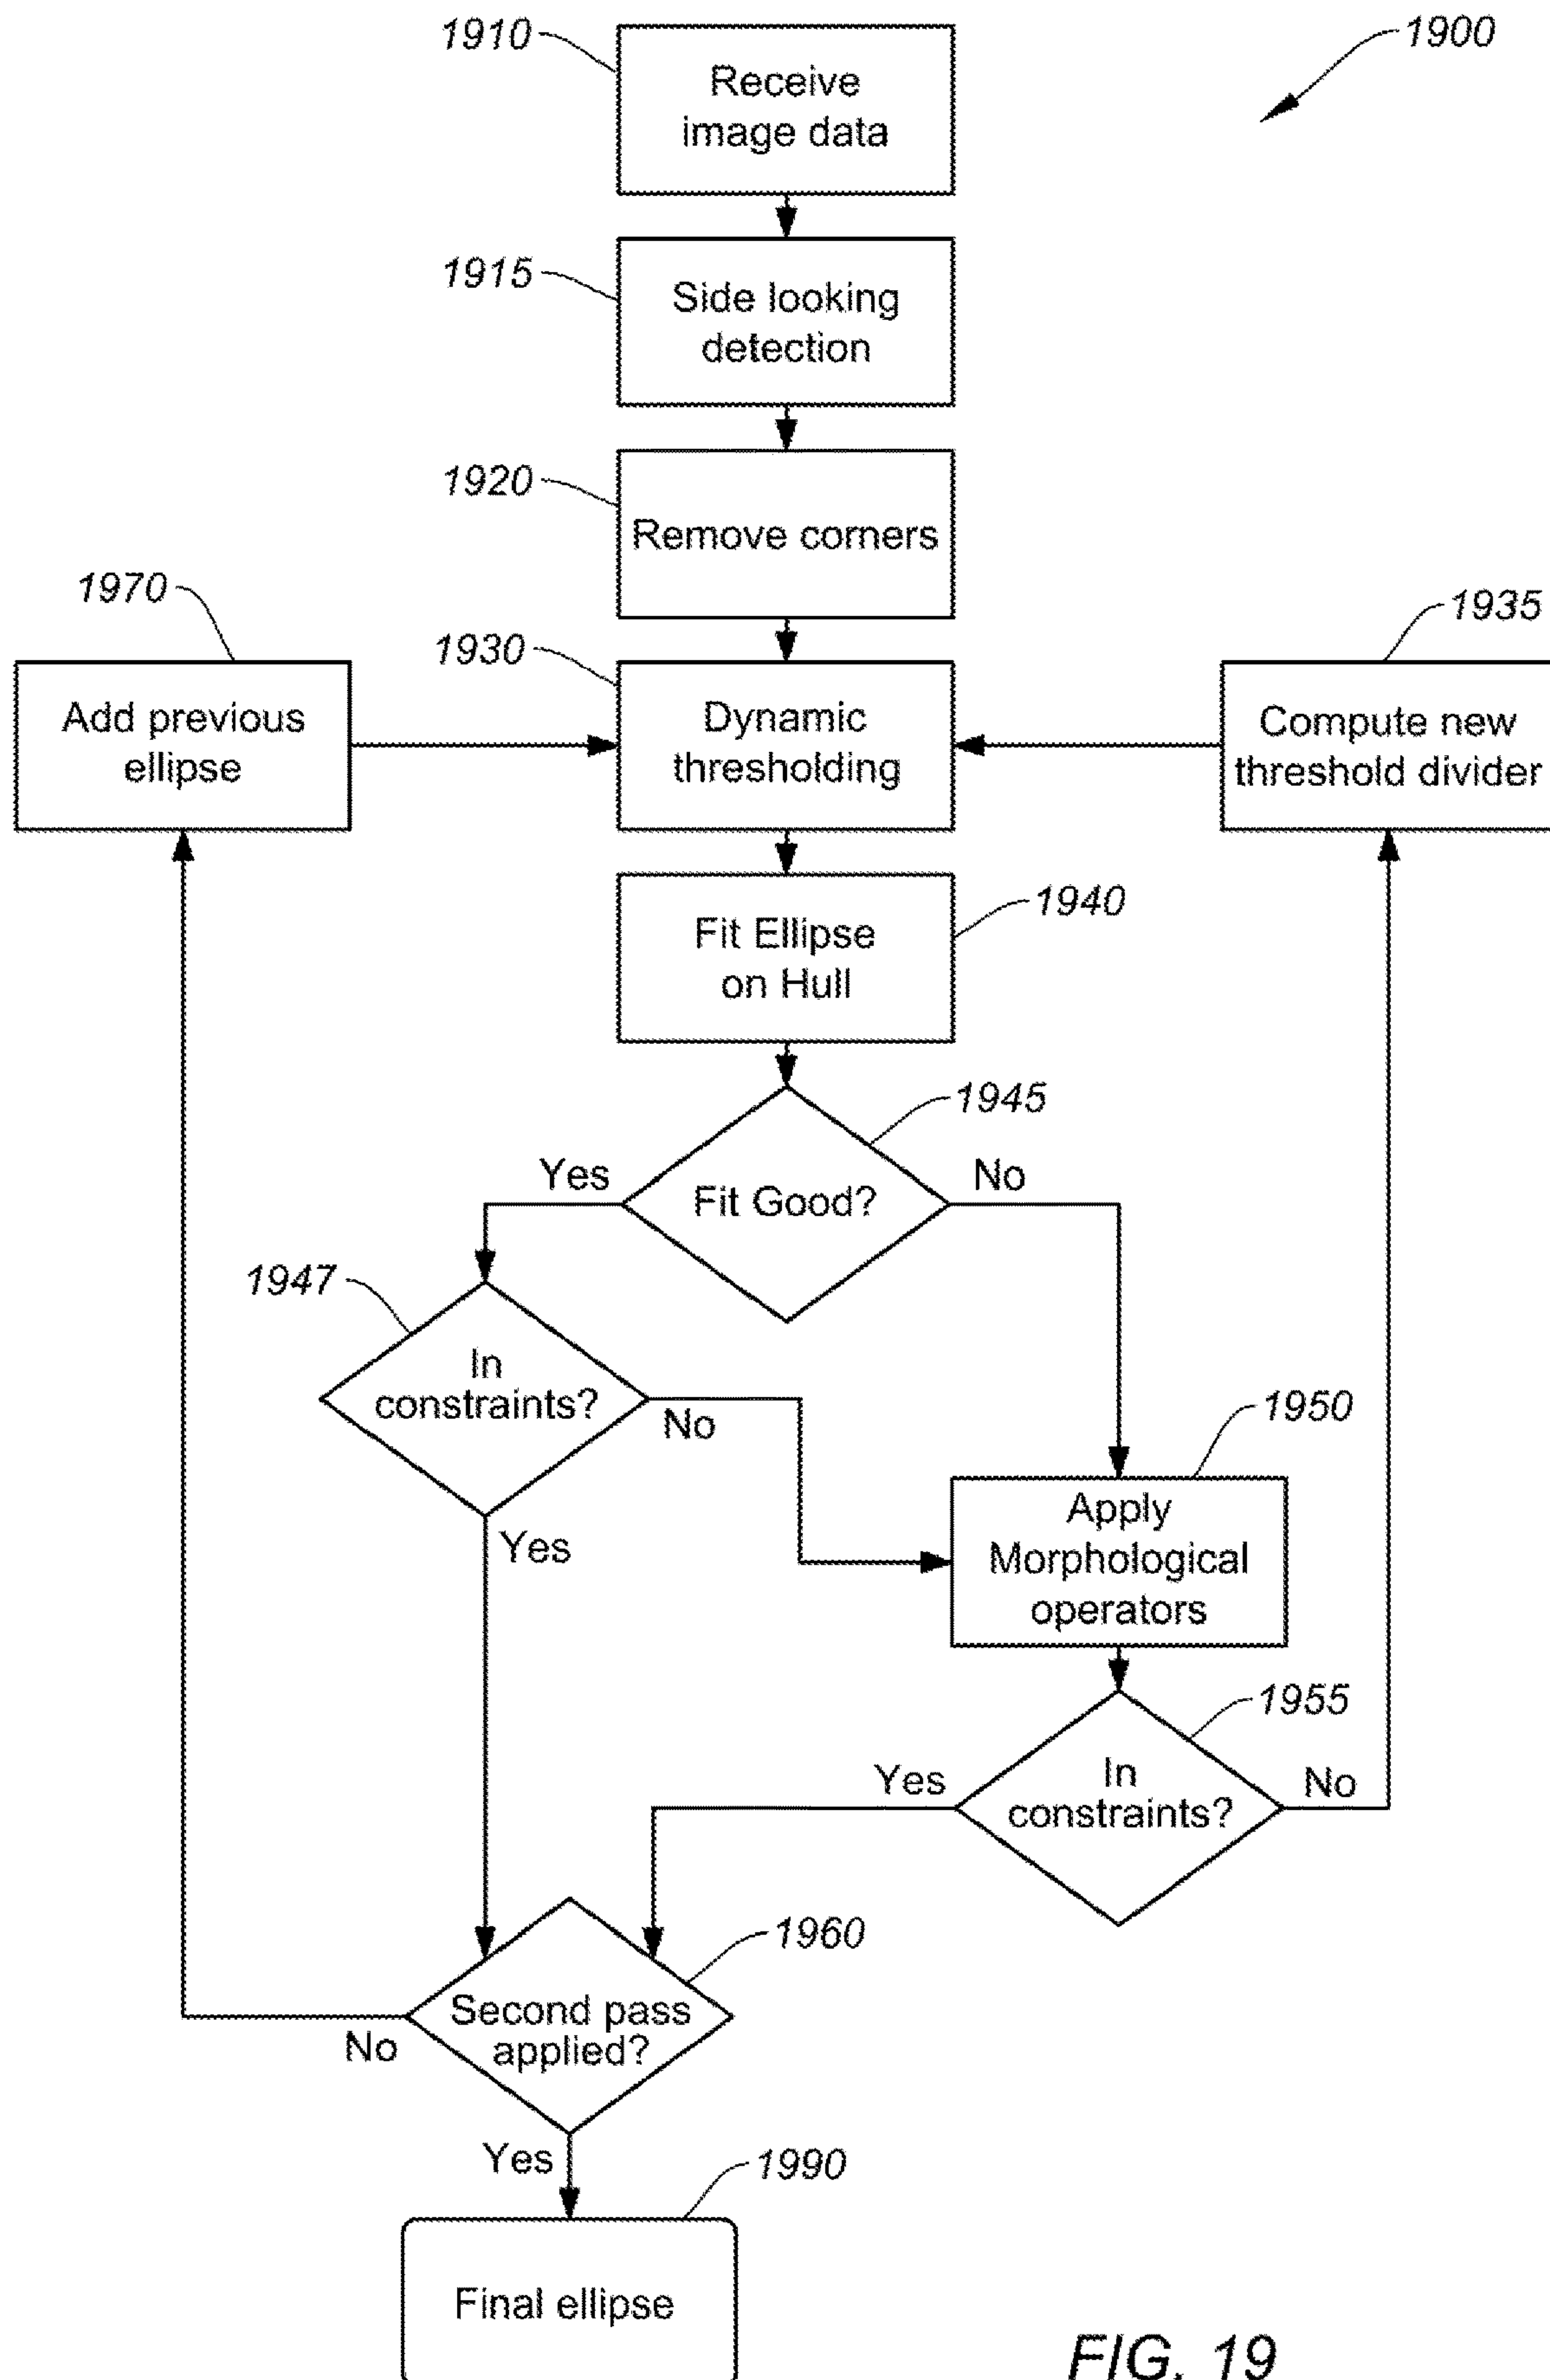 1910
1900
Receive
image data
1915
Side looking
detection
1920
Remove corners
1970
1930
1935
Add previous
ellipse
Dynamic
thresholding
Compute new
threshold divider
1940
Fit Ellipse
on Hull
1945
Yes
No
Fit Good?
1947
In
constraints?
No
1950
Yes
Apply
Morphological
operators
1955
Yes
In
constraints?
No
1960
Second pass
applied?
No
Yes
1990
Final ellipse
FIG. 19